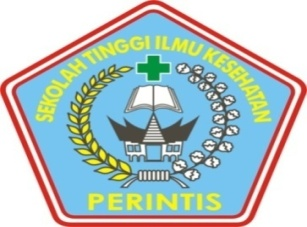 SEKOLAH TINGGI ILMU KESEHATAN
PERINTIS